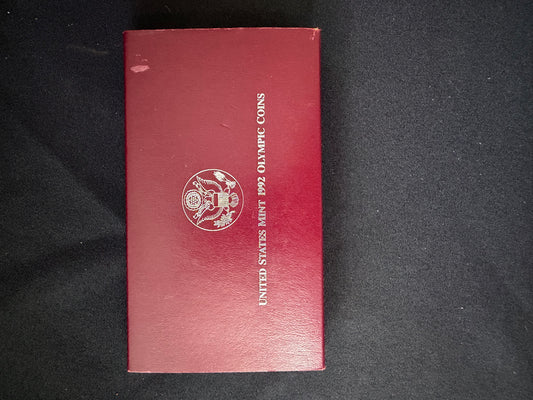 UNITED STATES MINT 1992 OLYMPIC COINS